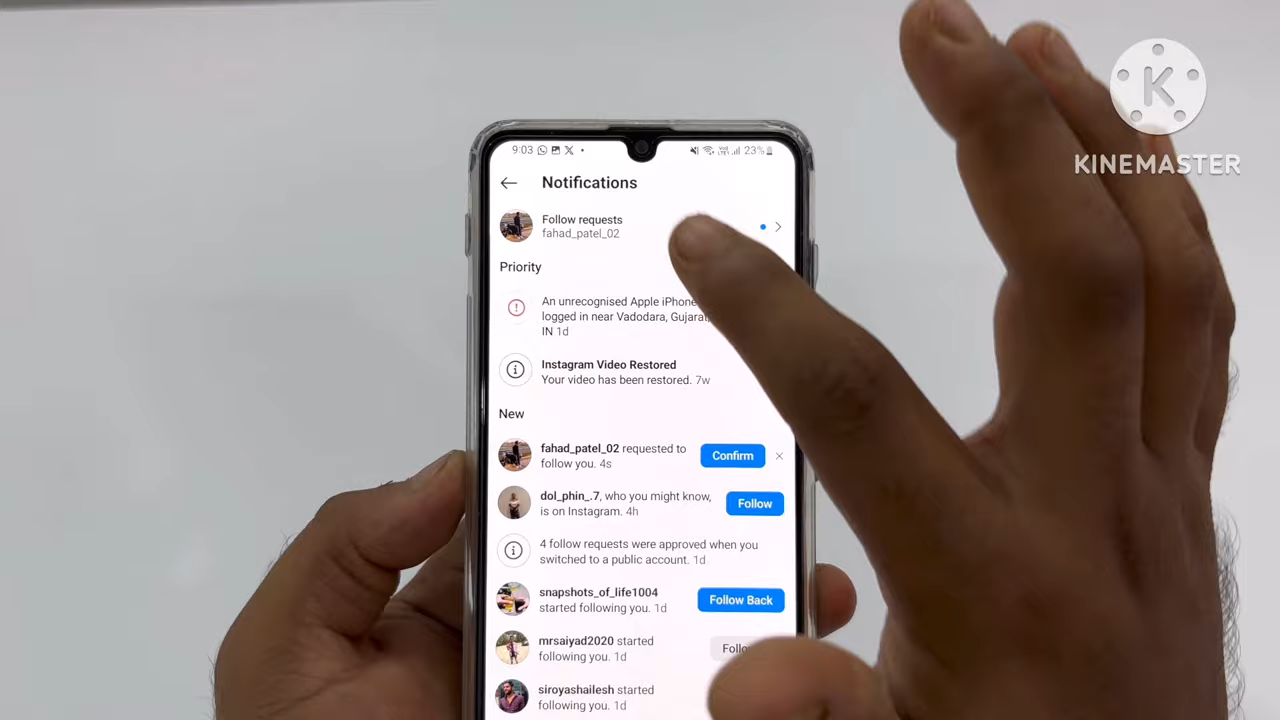 K
KINEMASTER
9:03
23%
Notifications
Follow requests
fahad_patel_02
Priority
An unrecognised Apple iPhone
logged in near Vadodara, Gujarat,
IN 1d
Instagram Video Restored
Your video has been restored. 7w
New
fahad_patel_02 requested to
follow you. 4s
Confirm
dol_phin_.7, who you might know,
is on Instagram. 4h
Follow
4 follow requests were approved when you
switched to a public account. 1d
snapshots_of_life1004
started following you. 1d
Follow Back
mrsaiyad2020 started
following you. 1d
siroyashailesh started
following you. 1d